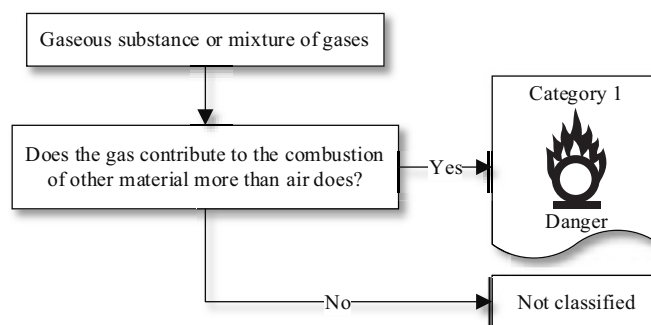 Gaseous substance or mixture of gases
Does the gas contribute to the combustion
of other material more than air does?
Yes
Category 1
Danger
No
Not classified